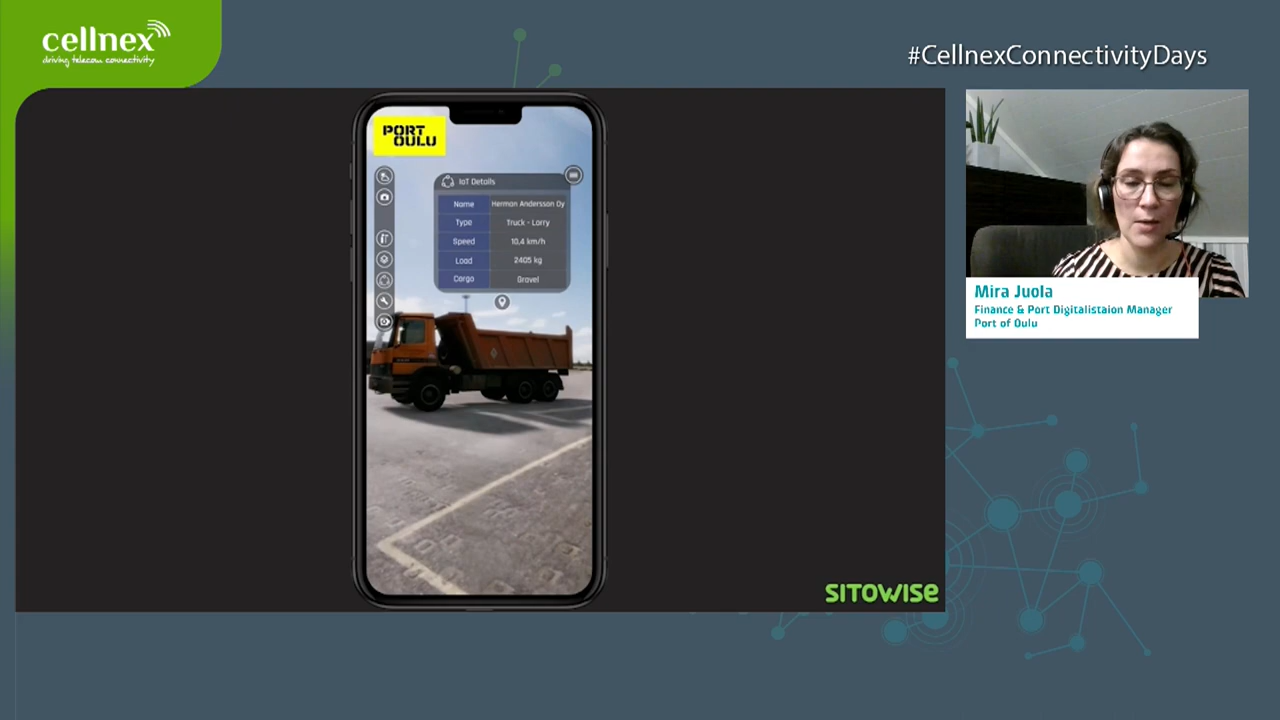 cellnex
driving telecom connectivity
#CellnexConnectivityDays
PORT
OULU
IoT Details
Name Herman Andersson Oy
Type Truck - Lorry
Speed 10,4 km/h
Load 2405 kg
Cargo Gravel
Mira Juola
Finance & Port Digitalistaion Manager
Port of Oulu
SITOWISE